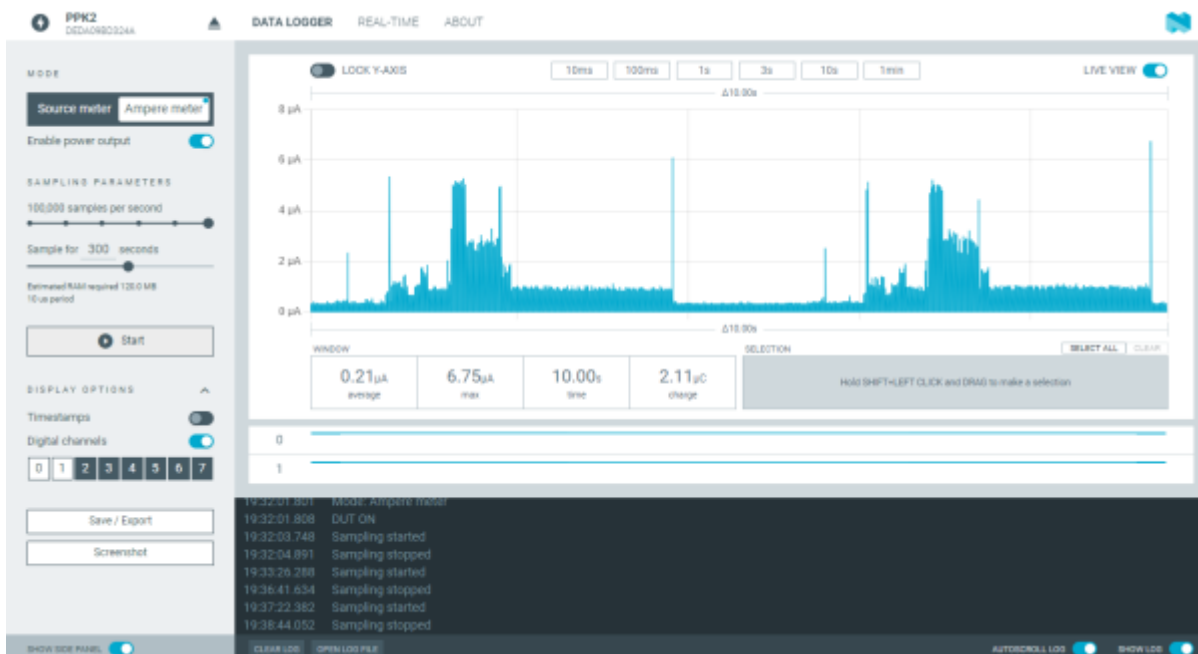 PPK2
DATA LOGGER REAL-TIME ABOUT
MODE
Source meter Ampere meter
Enable power output
SAMPLING PARAMETERS
100,000 samples per second
Sample for 300 seconds
Estimated RAM required 120.0 MB
10 us period
Start
DISPLAY OPTIONS
Timestamps
Digital channels
0 1 2 3 4 5 6 7
Save / Export
Screenshot
SHOW SIDE PANEL
LOCK Y-AXIS
10ms 100ms 1s 3s 10s 1min
LIVE VIEW
Δ10.00s
8 µA
6 µA
4 µA
2 µA
0 µA
Δ10.00s
WINDOW
0.21µA average
6.75µA max
10.00s time
2.11µC charge
SELECTION
SELECT ALL CLEAR
Hold SHIFT+LEFT CLICK and DRAG to make a selection
0
1
19:32:01.801 Mode: Ampere meter
19:32:01.808 DUT ON
19:32:03.748 Sampling started
19:32:04.891 Sampling stopped
19:33:26.288 Sampling started
19:36:41.634 Sampling stopped
19:37:22.382 Sampling started
19:38:44.052 Sampling stopped
CLEAR LOG OPEN LOG FILE
AUTOSCROLL LOG SHOW LOG